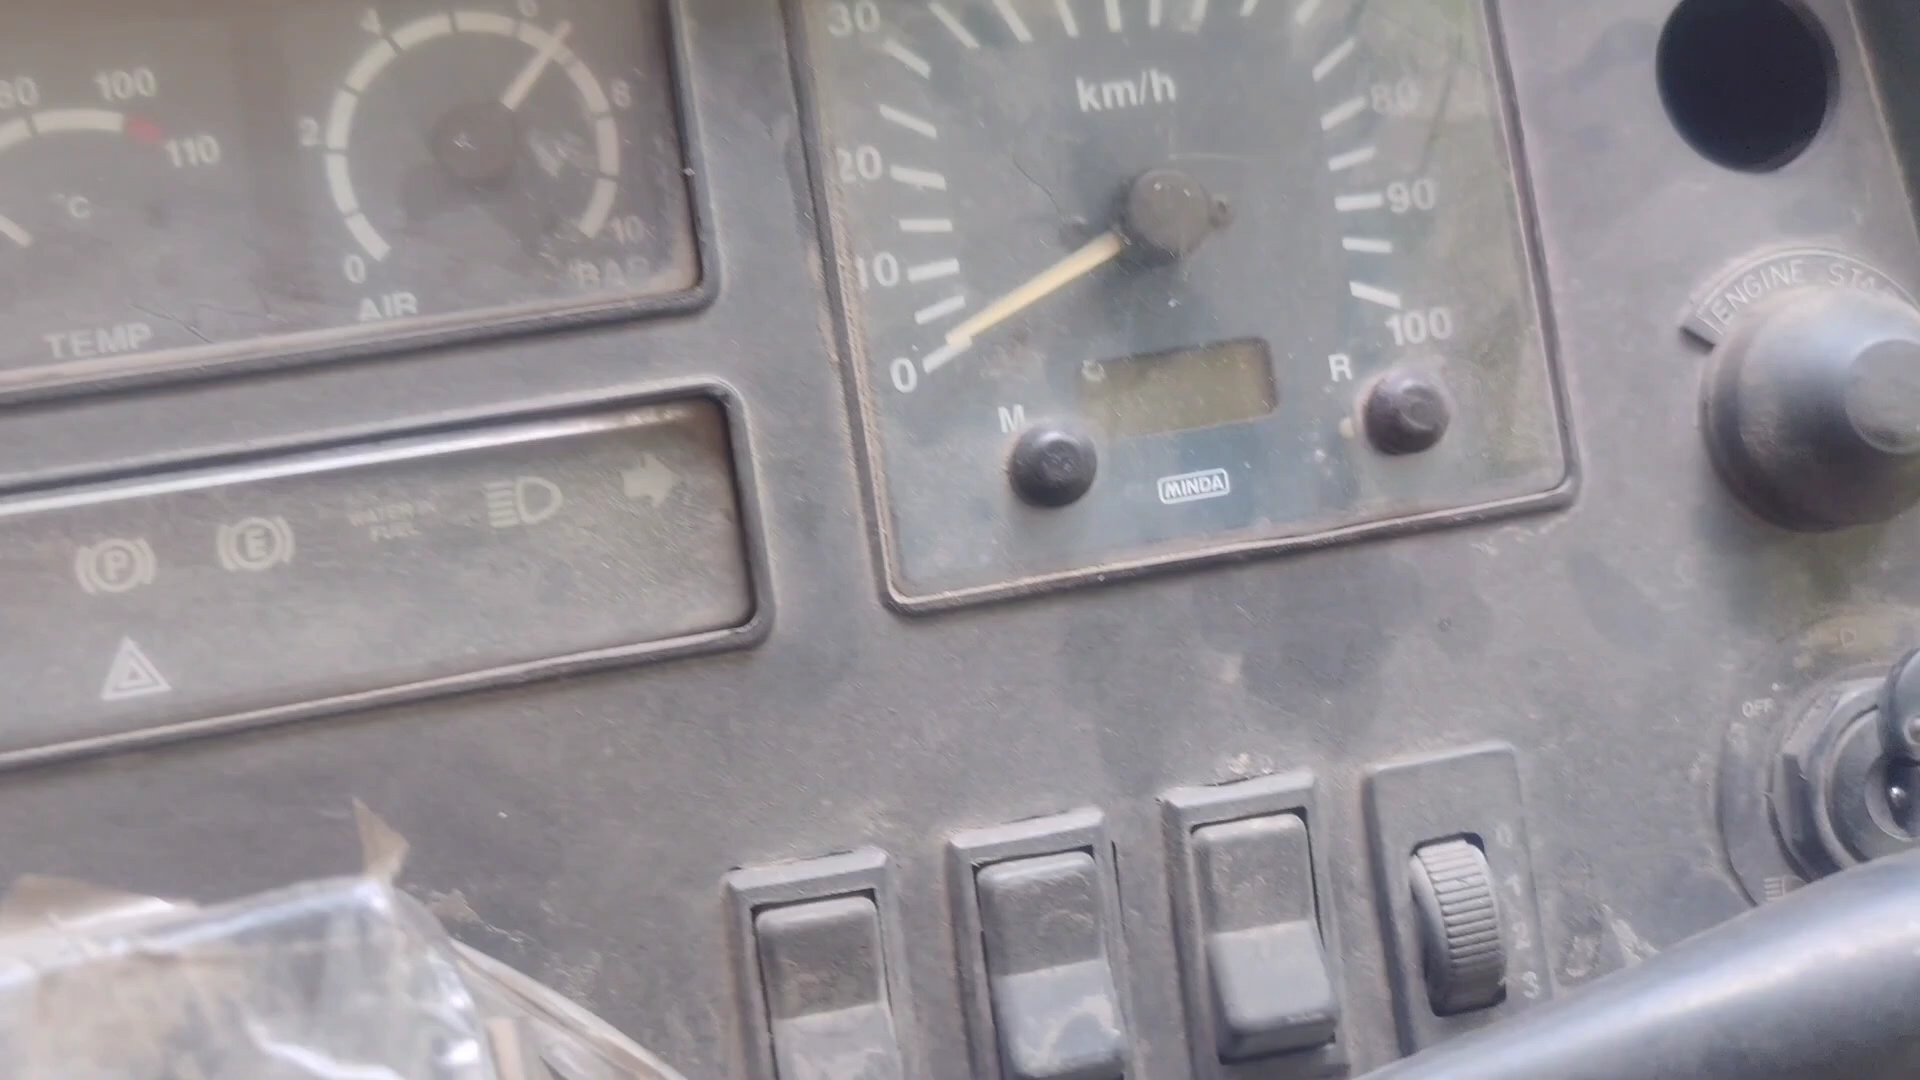 80 100 110
°C
TEMP
0 2 4 6 8 10
BAR
AIR
0 10 20 30 80 90 100
km/h
M
R
MINDA
P
E
WATER IN
FUEL
ENGINE
OFF
0
1
2
3